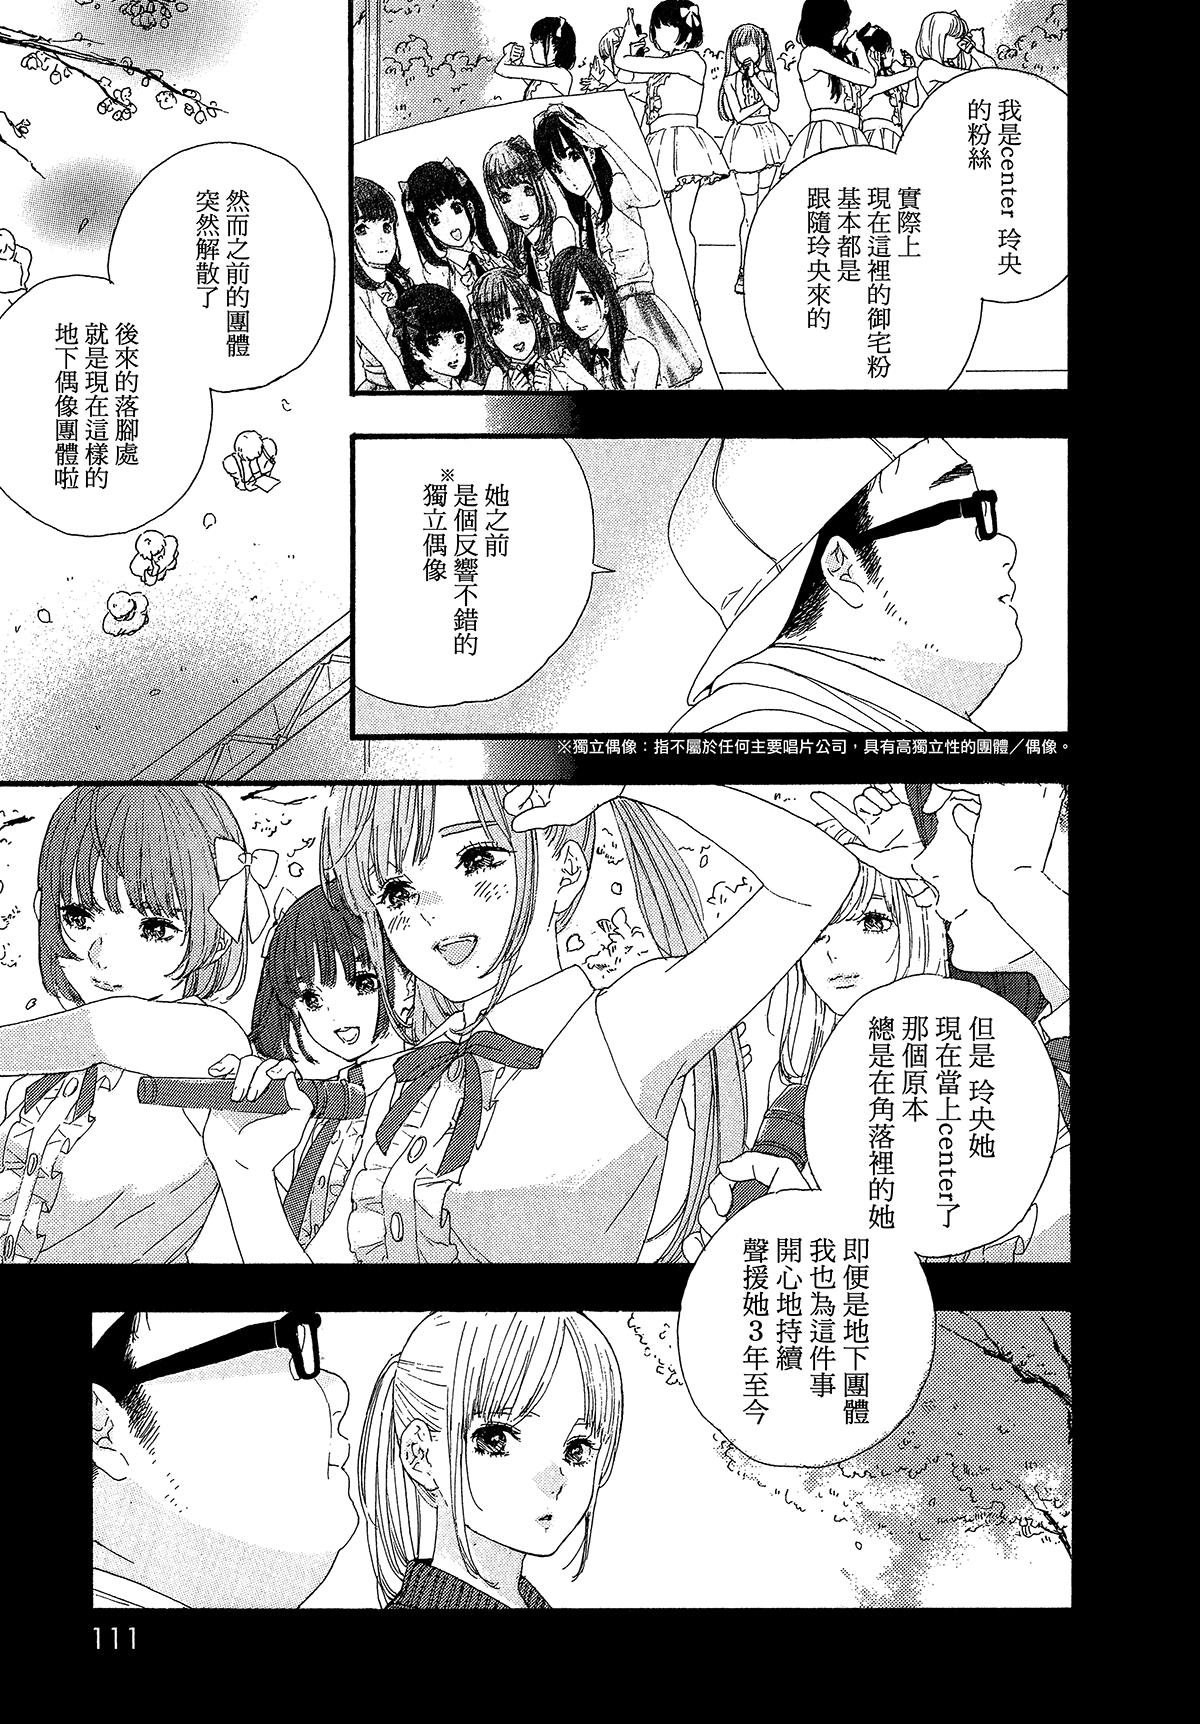 我是center 玲央
的粉絲
實際上
現在這裡的御宅粉
基本都是
跟隨玲央來的
她之前
是個反響不錯的
※獨立偶像
※獨立偶像：指不屬於任何主要唱片公司，具有高獨立性的團體／偶像。
然而之前的團體
突然解散了
後來的落腳處
就是現在這樣的
地下偶像團體啦
但是 玲央她
現在當上center了
那個原本
總是在角落裡的她
即便是地下團體
我也為這件事
開心地持續
聲援她3年至今
111